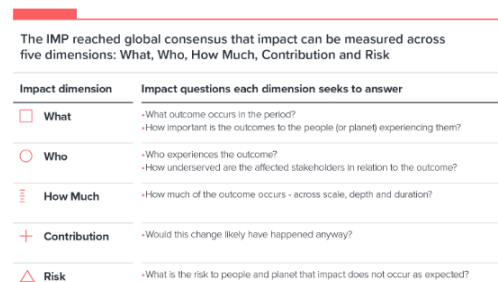 The IMP reached global consensus that impact can be measured across
five dimensions: What, Who, How Much, Contribution and Risk
Impact dimension Impact questions each dimension seeks to answer
What •What outcome occurs in the period?
•How important is the outcomes to the people (or planet) experiencing them?
Who •Who experiences the outcome?
•How underserved are the affected stakeholders in relation to the outcome?
How Much •How much of the outcome occurs - across scale, depth and duration?
Contribution •Would this change likely have happened anyway?
Risk •What is the risk to people and planet that impact does not occur as expected?